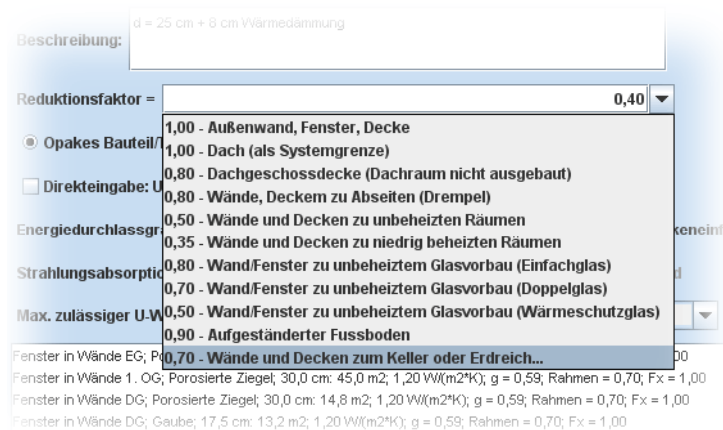 d = 25 cm + 8 cm Wärmedämmung
Beschreibung:
Reduktionsfaktor = 0,40
1,00 - Außenwand, Fenster, Decke
Opakes Bauteil/
1,00 - Dach (als Systemgrenze)
0,80 - Dachgeschossdecke (Dachraum nicht ausgebaut)
Direkteingabe: U
0,80 - Wände, Deckem zu Abseiten (Drempel)
0,50 - Wände und Decken zu unbeheizten Räumen
Energiedurchlassgr
0,35 - Wände und Decken zu niedrig beheizten Räumen
0,80 - Wand/Fenster zu unbeheiztem Glasvorbau (Einfachglas)
Strahlungsabsorptio
0,70 - Wand/Fenster zu unbeheiztem Glasvorbau (Doppelglas)
Max. zulässiger U-W
0,50 - Wand/Fenster zu unbeheiztem Glasvorbau (Wärmeschutzglas)
0,90 - Aufgeständerter Fussboden
Fenster in Wände EG; Po
0,70 - Wände und Decken zum Keller oder Erdreich... 00
Fenster in Wände 1. OG; Porosierte Ziegel; 30,0 cm: 45,0 m2; 1,20 W/(m2*K); g = 0,59; Rahmen = 0,70; Fx = 1,00
Fenster in Wände DG; Porosierte Ziegel; 30,0 cm: 14,8 m2; 1,20 W/(m2*K); g = 0,59; Rahmen = 0,70; Fx = 1,00
Fenster in Wände DG; Gaube; 17,5 cm: 13,2 m2; 1,20 W/(m2*K); g = 0,59; Rahmen = 0,70; Fx = 1,00